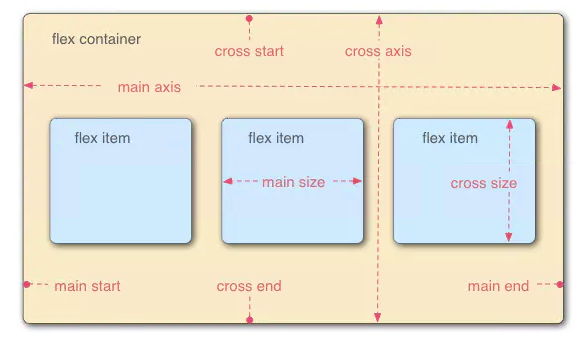 flex container
cross start
cross axis
main axis
flex item
flex item
flex item
main size
cross size
main start
cross end
main end